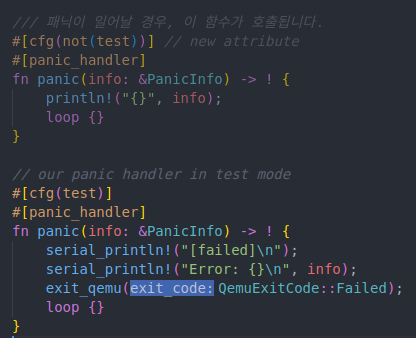 /// 패닉이 일어날 경우, 이 함수가 호출됩니다.
#[cfg(not(test))] // new attribute
#[panic_handler]
fn panic(info: &PanicInfo) -> ! {
    println!("{}", info);
    loop {}
}

// our panic handler in test mode
#[cfg(test)]
#[panic_handler]
fn panic(info: &PanicInfo) -> ! {
    serial_println!("[failed]\n");
    serial_println!("Error: {}\n", info);
    exit_qemu(exit_code: QemuExitCode::Failed);
    loop {}
}